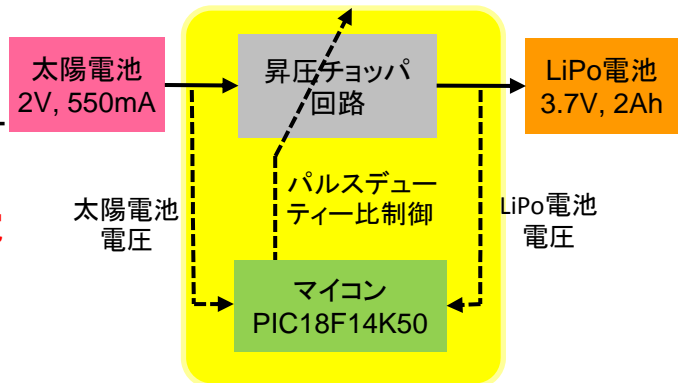 太陽電池
2V, 550mA
昇圧チョッパ
回路
LiPo電池
3.7V, 2Ah
パルスデュー
ティー比制御
太陽電池
電圧
LiPo電池
電圧
マイコン
PIC18F14K50